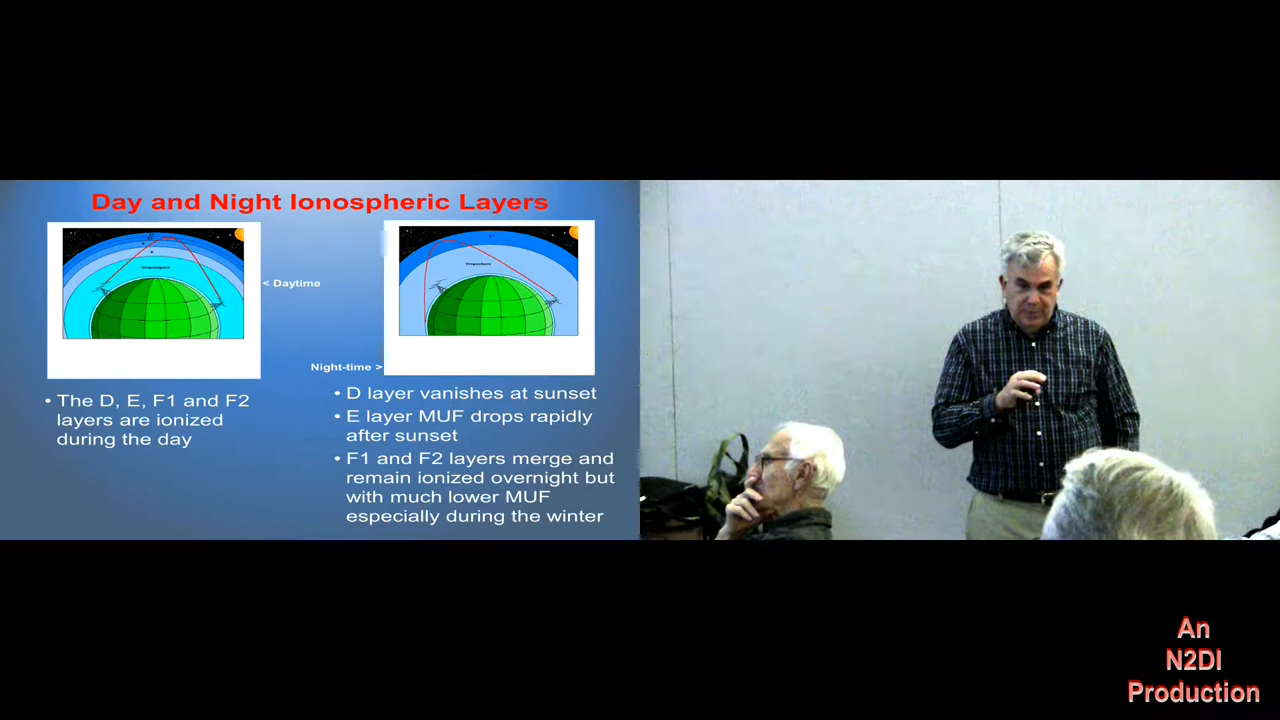 Day and Night Ionospheric Layers
Troposphere
< Daytime
Troposphere
Night-time >
• The D, E, F1 and F2
layers are ionized
during the day
• D layer vanishes at sunset
• E layer MUF drops rapidly
after sunset
• F1 and F2 layers merge and
remain ionized overnight but
with much lower MUF
especially during the winter
An
N2DI
Production